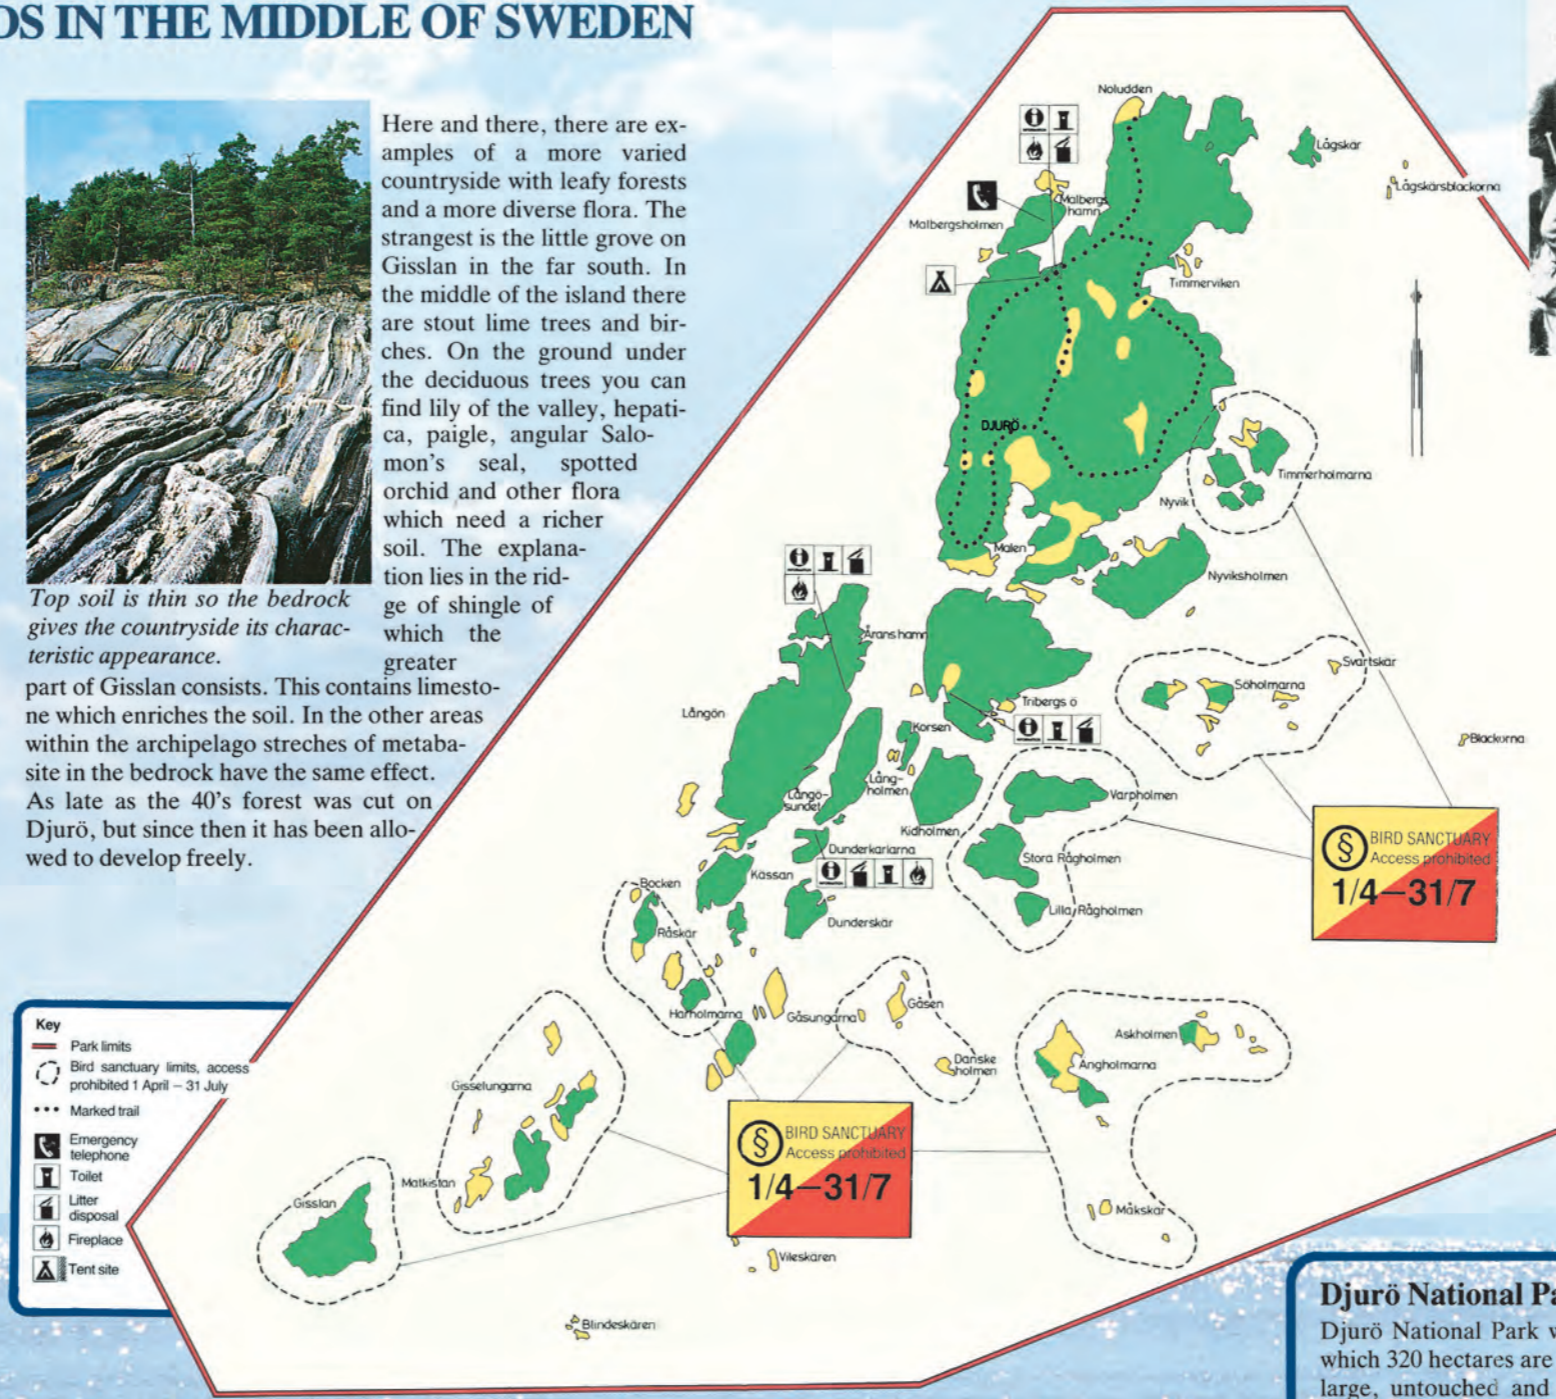 DS IN THE MIDDLE OF SWEDEN
Here and there, there are ex-
amples of a more varied
countryside with leafy forests
and a more diverse flora. The
strangest is the little grove on
Gisslan in the far south. In
the middle of the island there
are stout lime trees and bir-
ches. On the ground under
the deciduous trees you can
find lily of the valley, hepati-
ca, paigle, angular Salo-
mon's seal, spotted
orchid and other flora
which need a richer
soil. The explana-
tion lies in the rid-
ge of shingle of
which the
greater
part of Gisslan consists. This contains limesto-
ne which enriches the soil. In the other areas
within the archipelago streches of metaba-
site in the bedrock have the same effect.
As late as the 40's forest was cut on
Djurö, but since then it has been allo-
wed to develop freely.
Top soil is thin so the bedrock
gives the countryside its charac-
teristic appearance.
Noludden
Lågskär
Lågskärsblackorna
Malbergs
hamn
Malbergsholmen
Timmerviken
DJURÖ
Timmerholmarna
Nyvik
Malen
Nyviksholmen
Årans hamn
Svartskär
Söholmarna
Långön
Tribergs ö
Korsen
Blackorna
Lång-
holmen
Långö-
sundet
Varpholmen
Kidholmen
Dunderkarlarna
Stora Rågholmen
Kässan
Bocken
Lilla Rågholmen
Dunderskär
Råskär
BIRD SANCTUARY
Access prohibited
1/4–31/7
Harholmarna
Gåsungarna
Gåsen
Askholmen
Danske
holmen
Angholmarna
Gisselungarna
BIRD SANCTUARY
Access prohibited
1/4–31/7
Matkistan
Gisslan
Måkskär
Vileskären
Blindeskären
Key
Park limits
Bird sanctuary limits, access
prohibited 1 April – 31 July
Marked trail
Emergency
telephone
Toilet
Litter
disposal
Fireplace
Tent site
Djurö National Pa
Djurö National Park w
which 320 hectares are
large, untouched and